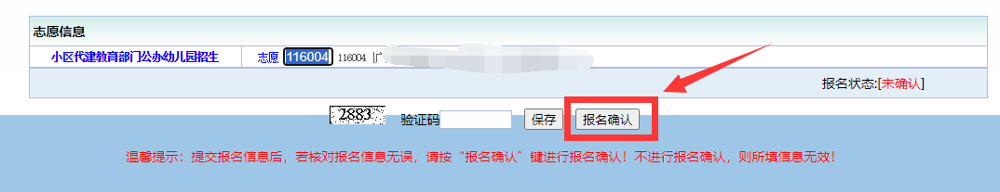 志愿信息
小区代建教育部门公办幼儿园招生 志愿 116004 116004 |广
报名状态:[未确认]
2883 验证码 保存 报名确认
温馨提示：提交报名信息后，若核对报名信息无误，请按“报名确认”键进行报名确认！不进行报名确认，则所填信息无效！